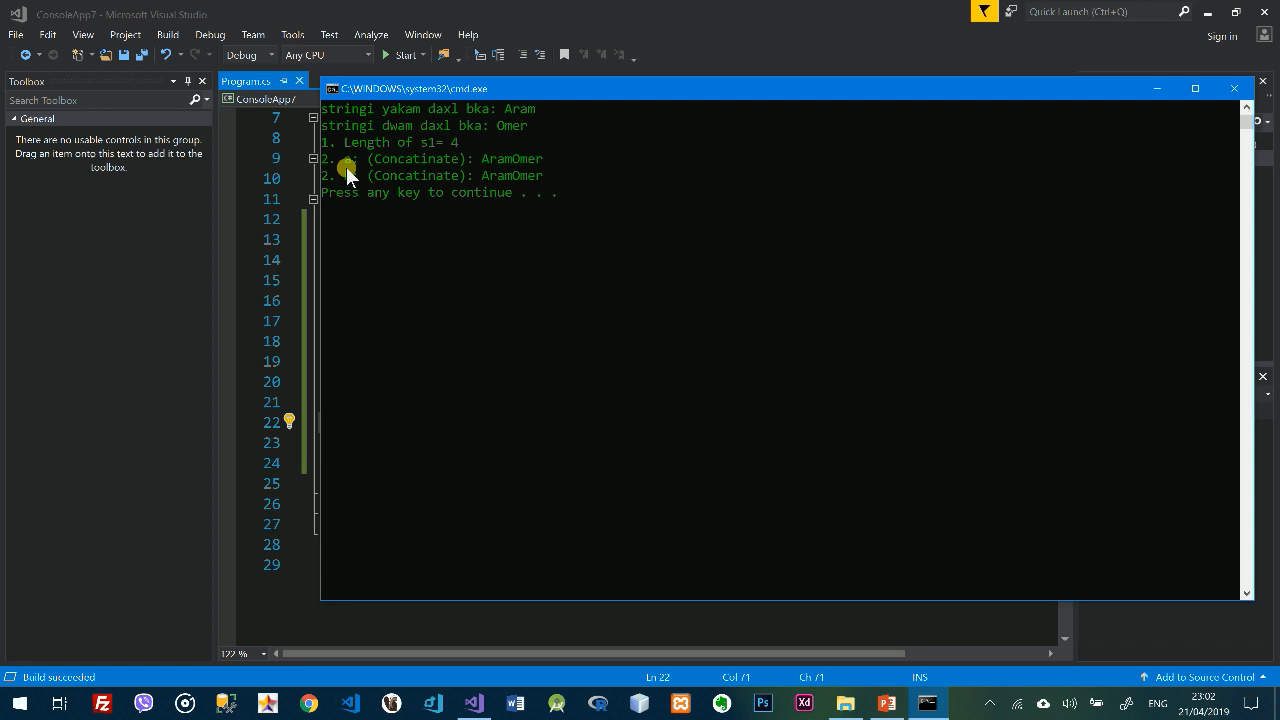 ConsoleApp7 - Microsoft Visual Studio
Quick Launch (Ctrl+Q)
File Edit View Project Build Debug Team Tools Test Analyze Window Help
Sign in
Debug Any CPU Start
Toolbox
Program.cs
Search Toolbox
ConsoleApp7
General
There are no usable controls in this group. Drag an item onto this text to add it to the toolbox.
C:\WINDOWS\system32\cmd.exe
stringi yakam daxl bka: Aram
stringi dwam daxl bka: Omer
1. Length of s1= 4
2. a: (Concatinate): AramOmer
2. (Concatinate): AramOmer
Press any key to continue . . .
7
8
9
10
11
12
13
14
15
16
17
18
19
20
21
22
23
24
25
26
27
28
29
122 %
Build succeeded
Ln 22 Col 71 Ch 71 INS
Add to Source Control
23:02
21/04/2019